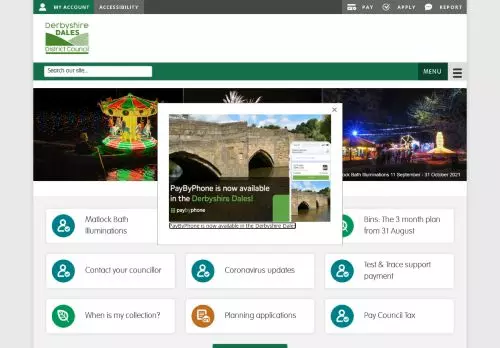 MY ACCOUNT
ACCESSIBILITY
PAY
APPLY
REPORT
Derbyshire
DALES
District Council
Search our site...
MENU
PayByPhone is now available
in the Derbyshire Dales!
paybyphone
PayByPhone is now available in the Derbyshire Dales
lock Bath Illuminations 11 September - 31 October 2021
Matlock Bath
Illuminations
Bins: The 3 month plan
from 31 August
Contact your councillor
Coronavirus updates
Test & Trace support
payment
When is my collection?
Planning applications
Pay Council Tax